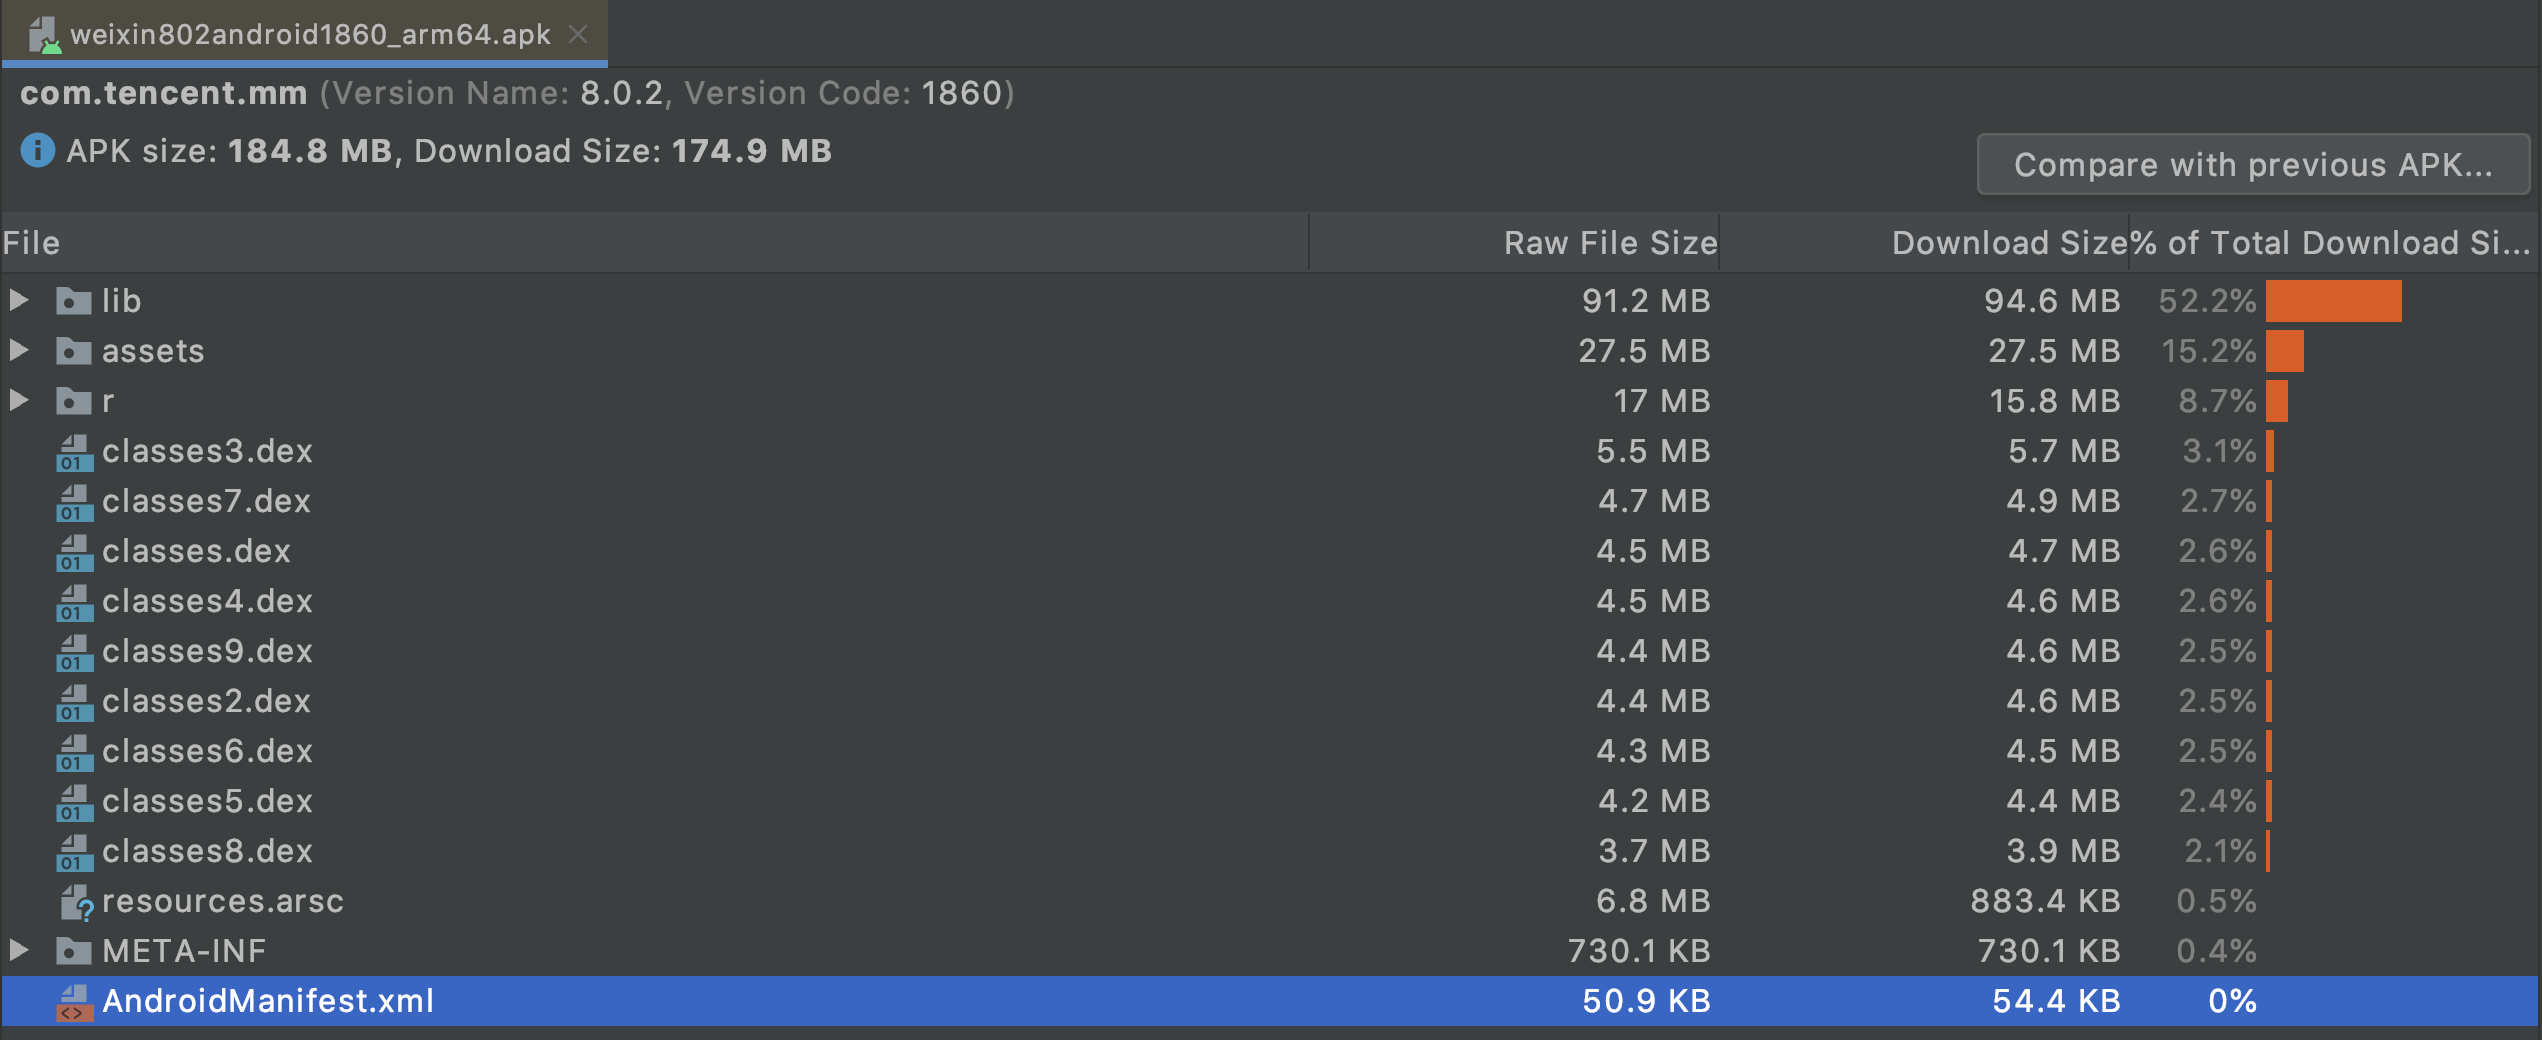 weixin802android1860_arm64.apk
com.tencent.mm (Version Name: 8.0.2, Version Code: 1860)
APK size: 184.8 MB, Download Size: 174.9 MB
Compare with previous APK...
File Raw File Size Download Size % of Total Download Si...
lib 91.2 MB 94.6 MB 52.2%
assets 27.5 MB 27.5 MB 15.2%
r 17 MB 15.8 MB 8.7%
01 classes3.dex 5.5 MB 5.7 MB 3.1%
01 classes7.dex 4.7 MB 4.9 MB 2.7%
01 classes.dex 4.5 MB 4.7 MB 2.6%
01 classes4.dex 4.5 MB 4.6 MB 2.6%
01 classes9.dex 4.4 MB 4.6 MB 2.5%
01 classes2.dex 4.4 MB 4.6 MB 2.5%
01 classes6.dex 4.3 MB 4.5 MB 2.5%
01 classes5.dex 4.2 MB 4.4 MB 2.4%
01 classes8.dex 3.7 MB 3.9 MB 2.1%
resources.arsc 6.8 MB 883.4 KB 0.5%
META-INF 730.1 KB 730.1 KB 0.4%
AndroidManifest.xml 50.9 KB 54.4 KB 0%